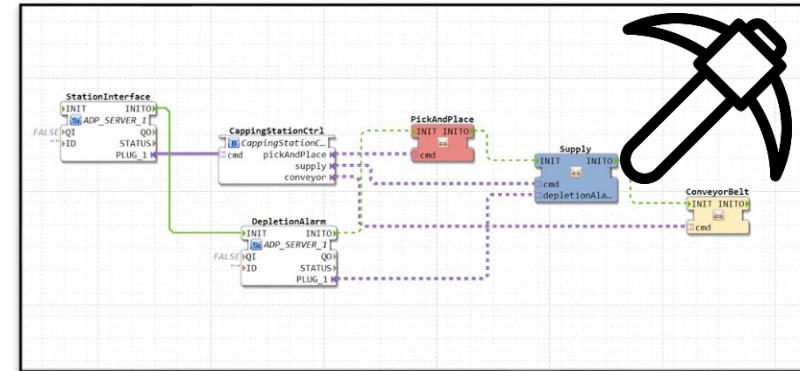 StationInterface
INIT INITO
ADP_SERVER_1
FALSE QI QO
ID STATUS
PLUG_1
CappingStationCtrl
CappingStationC...
cmd pickAndPlace
supply
conveyor
DepletionAlarm
INIT INITO
ADP_SERVER_1
FALSE QI QO
ID STATUS
PLUG_1
PickAndPlace
INIT INITO
cmd
Supply
INIT INITO
cmd
depletionAla...
ConveyorBelt
INIT INITO
cmd